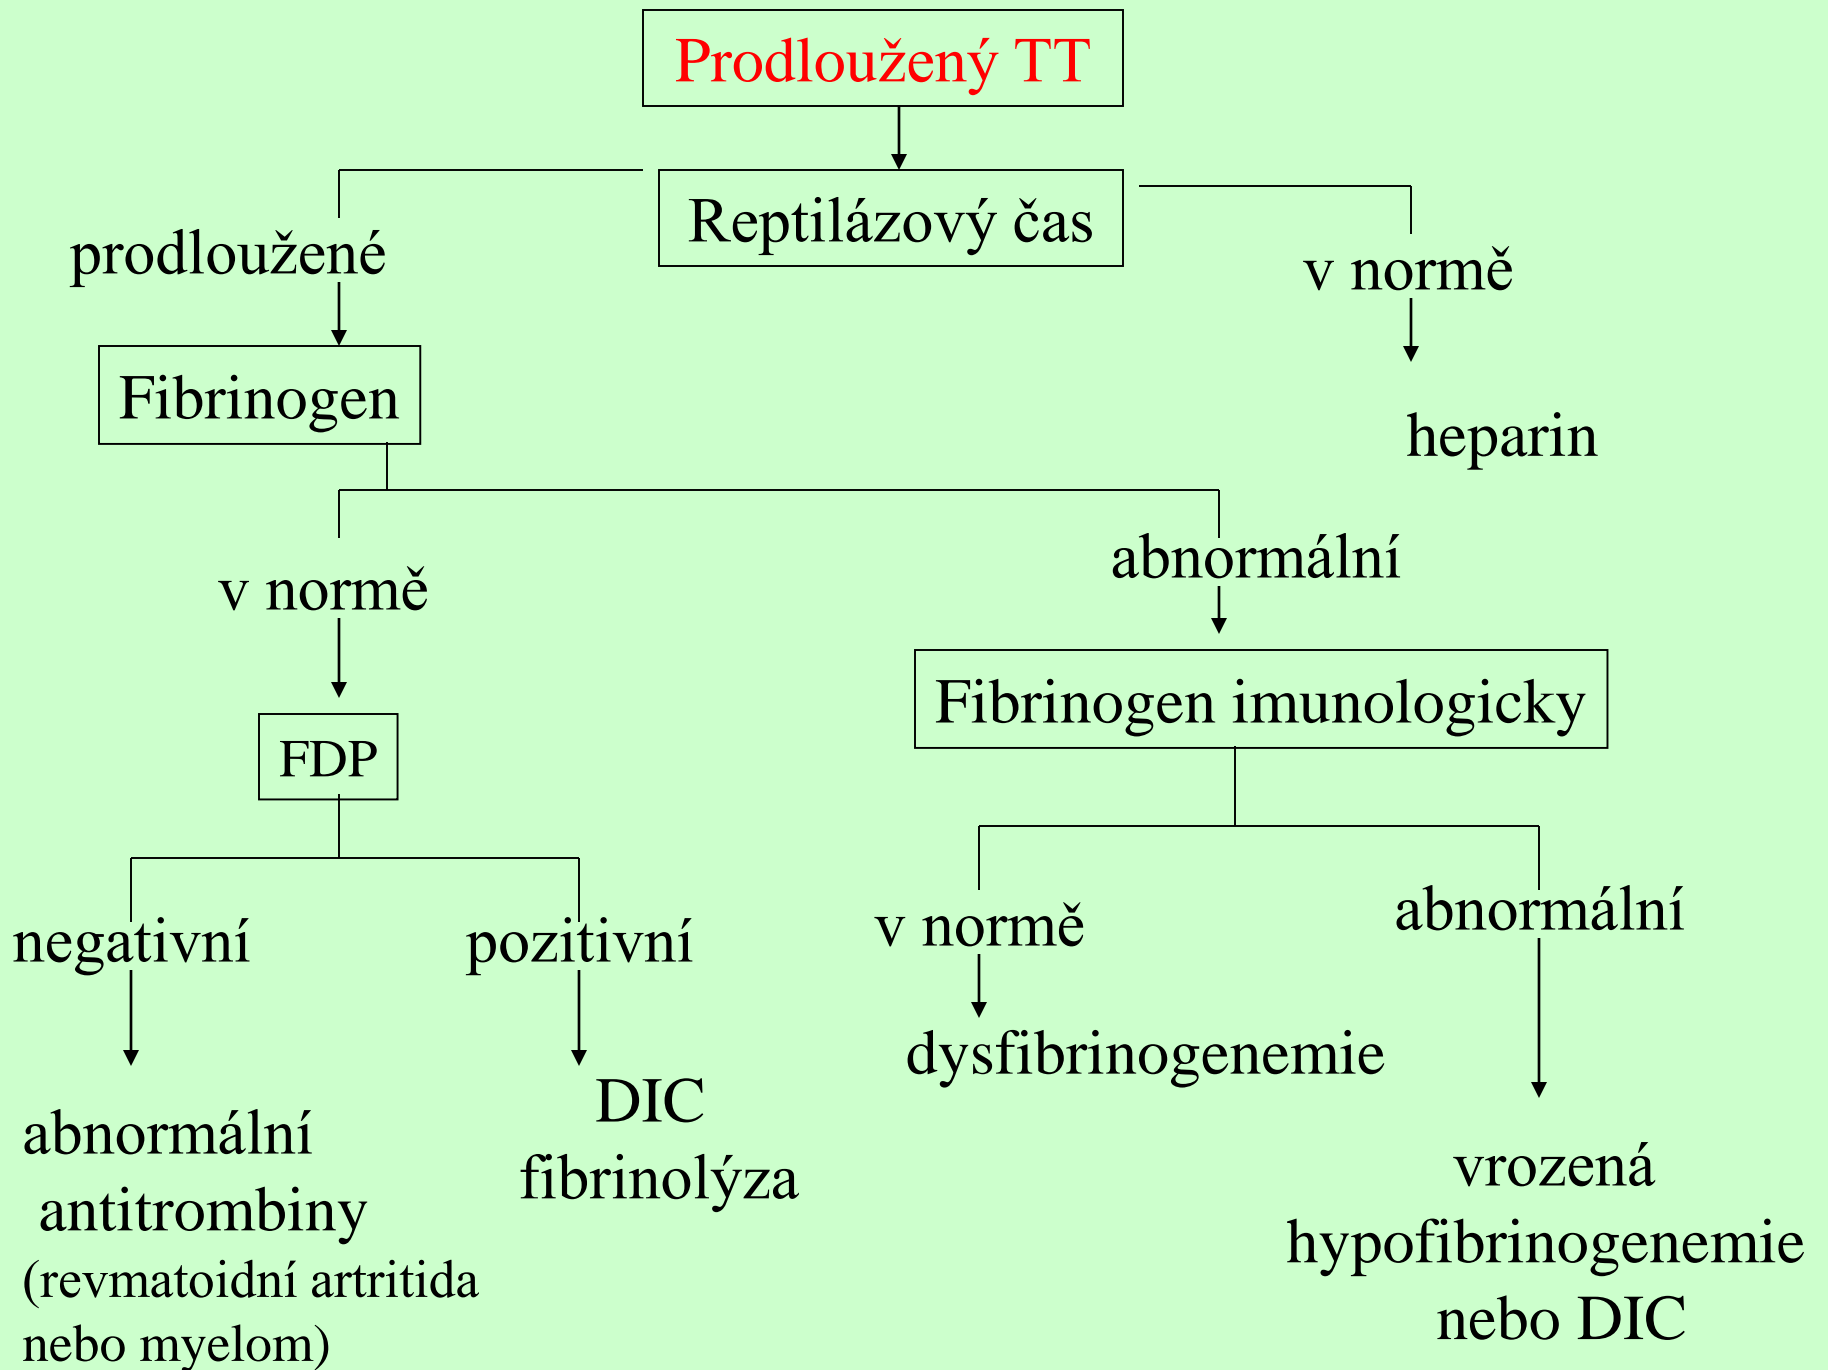 Prodloužený TT
Reptilázový čas
prodloužené
v normě
Fibrinogen
heparin
abnormální
v normě
Fibrinogen imunologicky
FDP
negativní
pozitivní
v normě
abnormální
dysfibrinogenemie
DIC
fibrinolýza
abnormální
antitrombiny
(revmatoidní artritida
nebo myelom)
vrozená
hypofibrinogenemie
nebo DIC